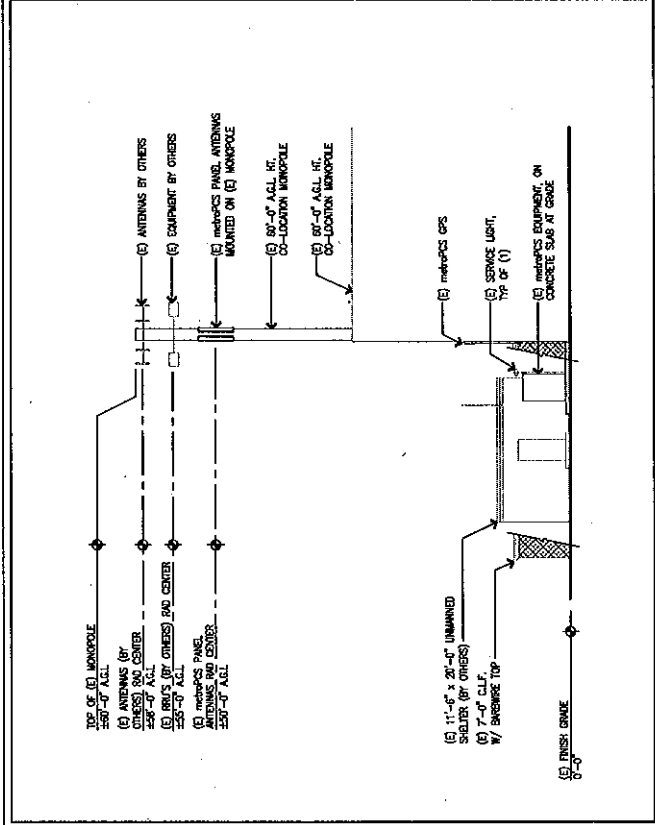 TOP OF (E) MONOPOLE
±60'-0" A.G.L
(E) ANTENNAS (BY
OTHERS) RAD CENTER
±58'-0" A.G.L
(E) RRU'S (BY OTHERS) RAD CENTER
±55'-0" A.G.L
(E) metroPCS PANEL
ANTENNAS RAD CENTER
±50'-0" A.G.L
(E) ANTENNAS BY OTHERS
(E) EQUIPMENT BY OTHERS
(E) metroPCS PANEL ANTENNAS
MOUNTED ON (E) MONOPOLE
(E) 60'-0" A.G.L. HT.
CO-LOCATION MONOPOLE
(E) 60'-0" A.G.L. HT.
CO-LOCATION MONOPOLE
(E) metroPCS GPS
(E) SERVICE LIGHT,
TYP OF (1)
(E) metroPCS EQUIPMENT, ON
CONCRETE SLAB AT GRADE
(E) 11'-6" x 20'-0" UNMANNED
SHELTER (BY OTHERS)
(E) 7'-0" C.L.F.
W/ BARBWIRE TOP
(E) FINISH GRADE
0'-0"